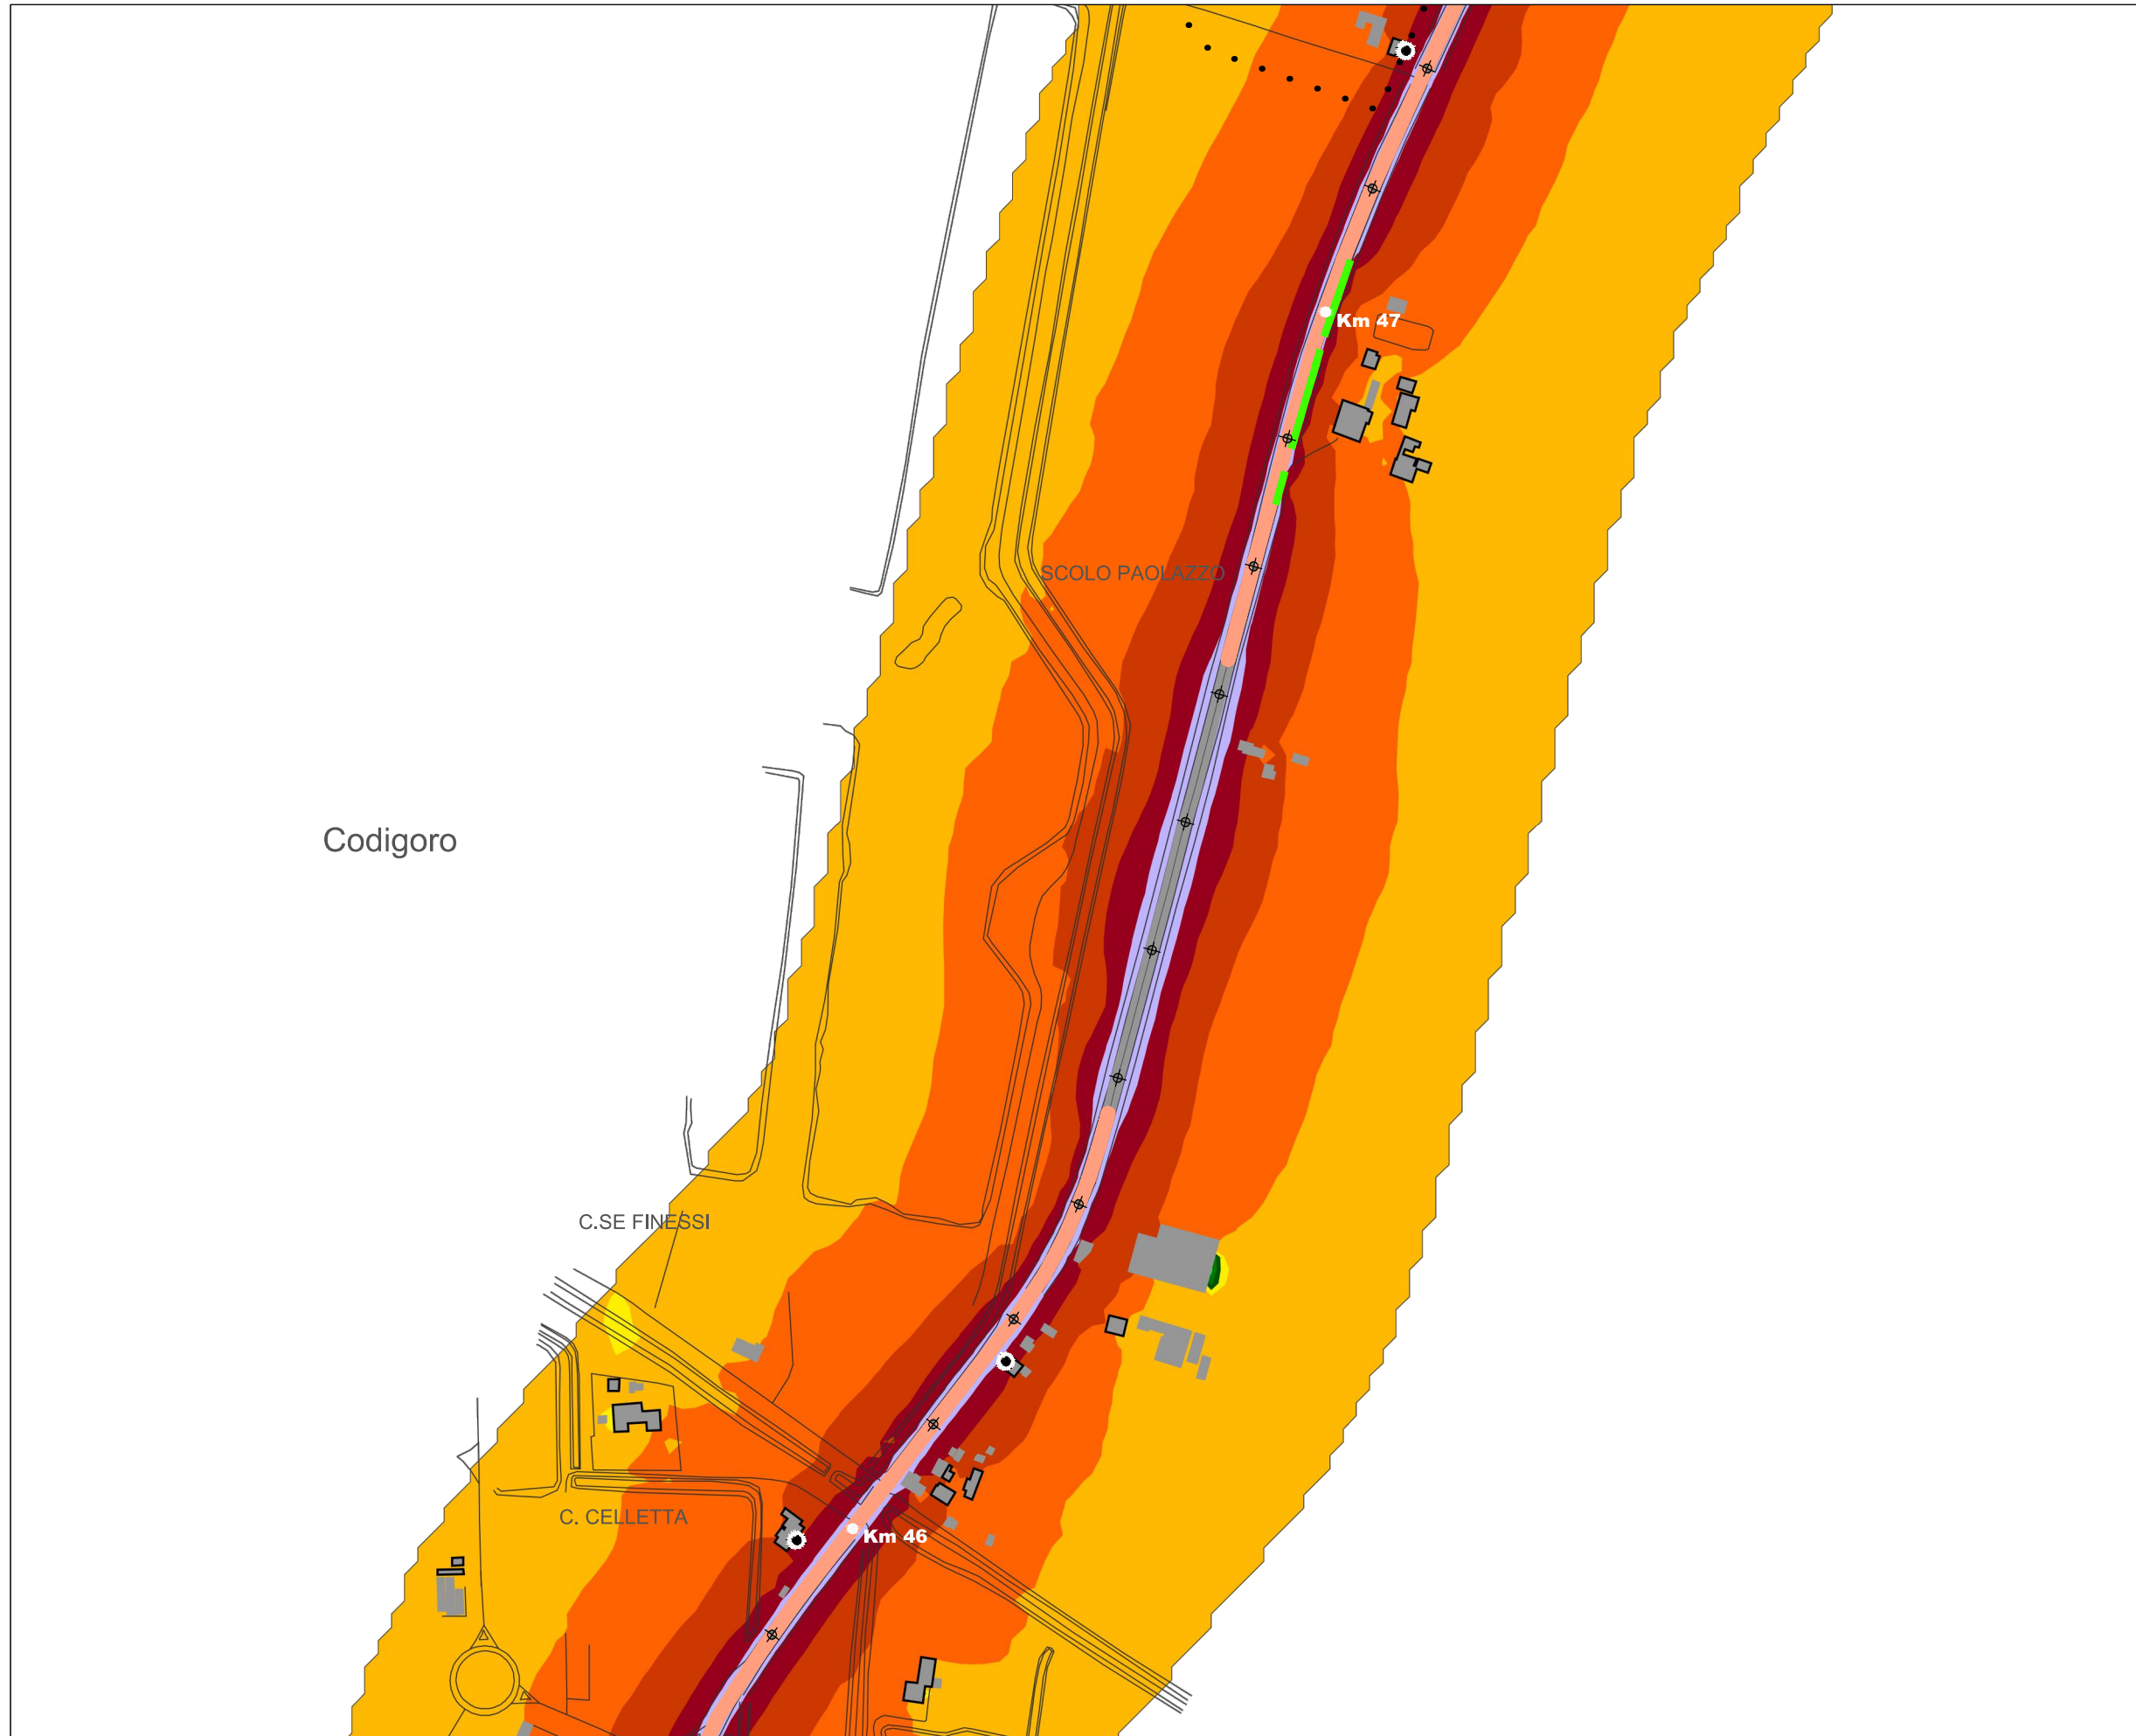 Km 47
SCOLO PAOLAZZO
Codigoro
C.SE FINESSI
C. CELLETTA
Km 46